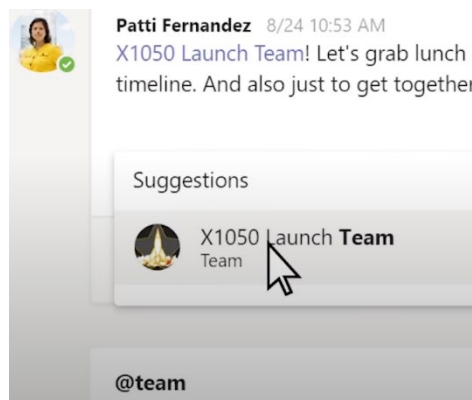 Patti Fernandez 8/24 10:53 AM
X1050 Launch Team! Let's grab lunch
timeline. And also just to get together
Suggestions
X1050 Launch Team
Team
@team